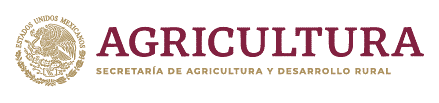 ESTADOS UNIDOS MEXICANOS
AGRICULTURA
SECRETARÍA DE AGRICULTURA Y DESARROLLO RURAL